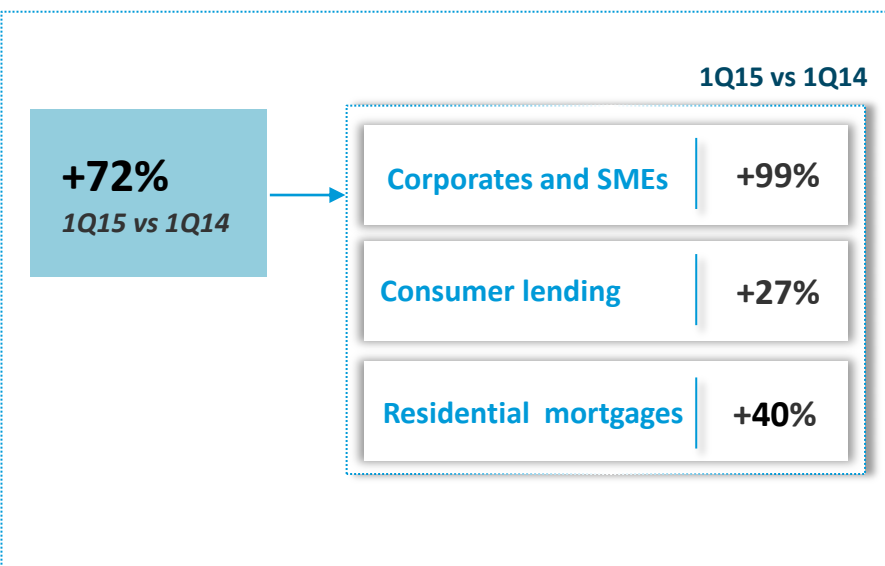 1Q15 vs 1Q14
+72%
1Q15 vs 1Q14
Corporates and SMEs +99%
Consumer lending +27%
Residential mortgages +40%